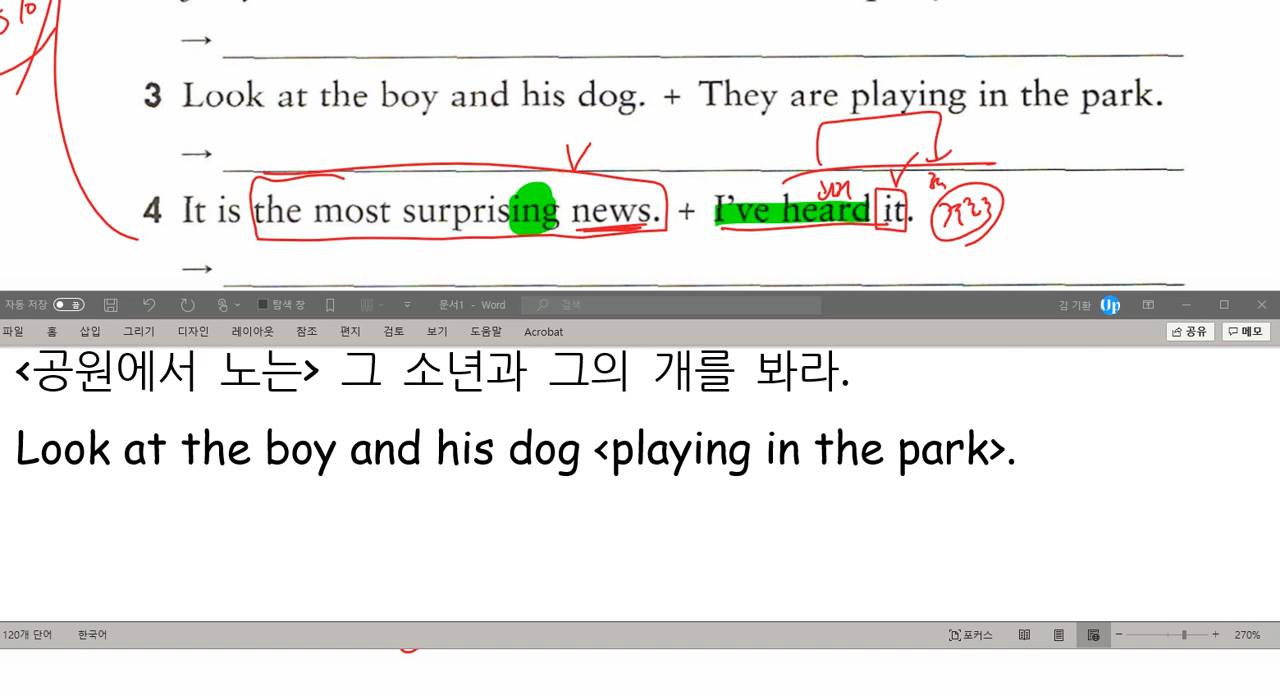 →
3 Look at the boy and his dog. + They are playing in the park.
→
4 It is the most surprising news. + I've heard it.
→
자동 저장 끔 탐색 창 문서1 - Word 검색 김 기환 Up
파일 홈 삽입 그리기 디자인 레이아웃 참조 편지 검토 보기 도움말 Acrobat 공유 메모
<공원에서 노는> 그 소년과 그의 개를 봐라.
Look at the boy and his dog <playing in the park>.
120개 단어 한국어 포커스 - + 270%